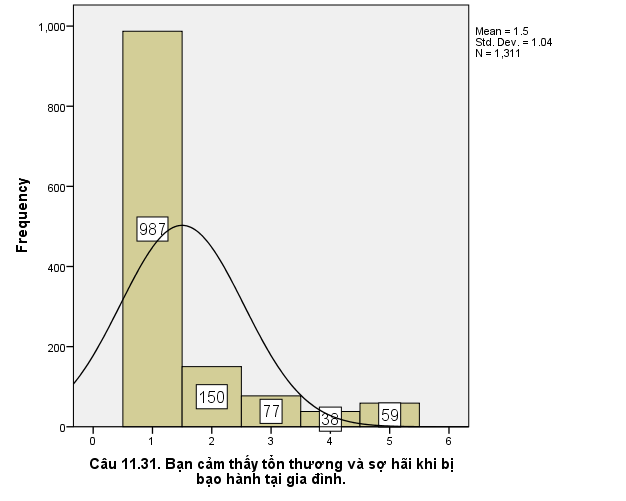 Mean = 1.5
Std. Dev. = 1.04
N = 1,311
Frequency
1,000
800
600
400
200
0
987
150
77
38
59
0 1 2 3 4 5 6
Câu 11.31. Bạn cảm thấy tổn thương và sợ hãi khi bị
bạo hành tại gia đình.